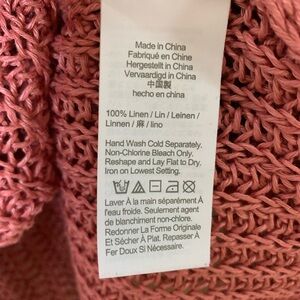 Made in China
Fabriqué en Chine
Hergestellt in China
Vervaardigd in China
中国製
hecho en china
100% Linen / Lin / Leinen /
Linnen / 麻 / lino
Hand Wash Cold Separately.
Non-Chlorine Bleach Only.
Reshape and Lay Flat to Dry,
Iron on Lowest Setting.
Laver À la main séparément À
l'eau froide. Seulement agent
de blanchiment non-chlore.
Redonner La Forme Originale
Et Sécher À Plat. Repasser À
Fer Doux Si Nécessaire.